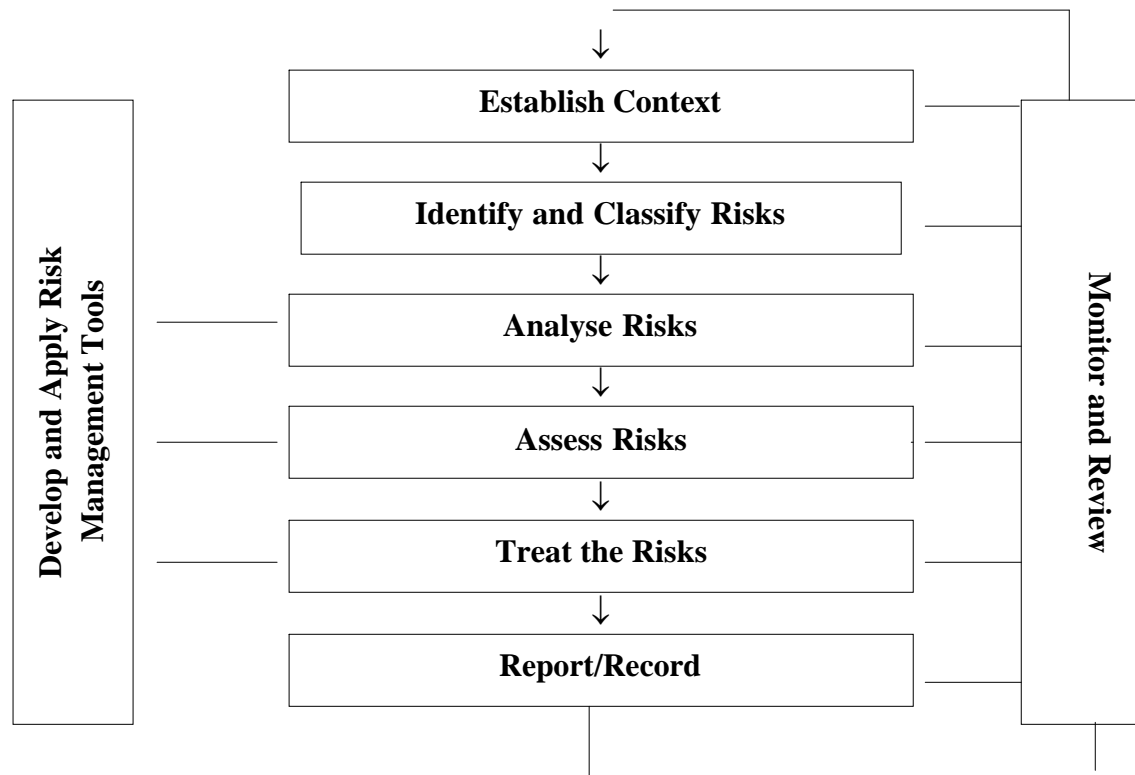 Establish Context
Identify and Classify Risks
Analyse Risks
Assess Risks
Treat the Risks
Report/Record
Develop and Apply Risk
Management Tools
Monitor and Review